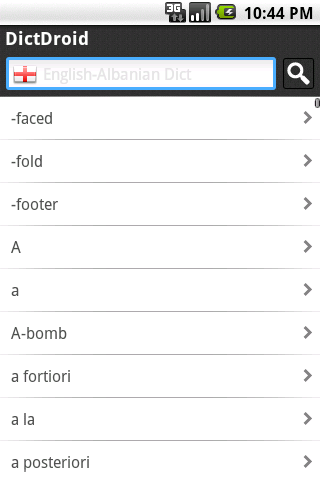 3G
10:44 PM
DictDroid
English-Albanian Dict
-faced
-fold
-footer
A
a
A-bomb
a fortiori
a la
a posteriori